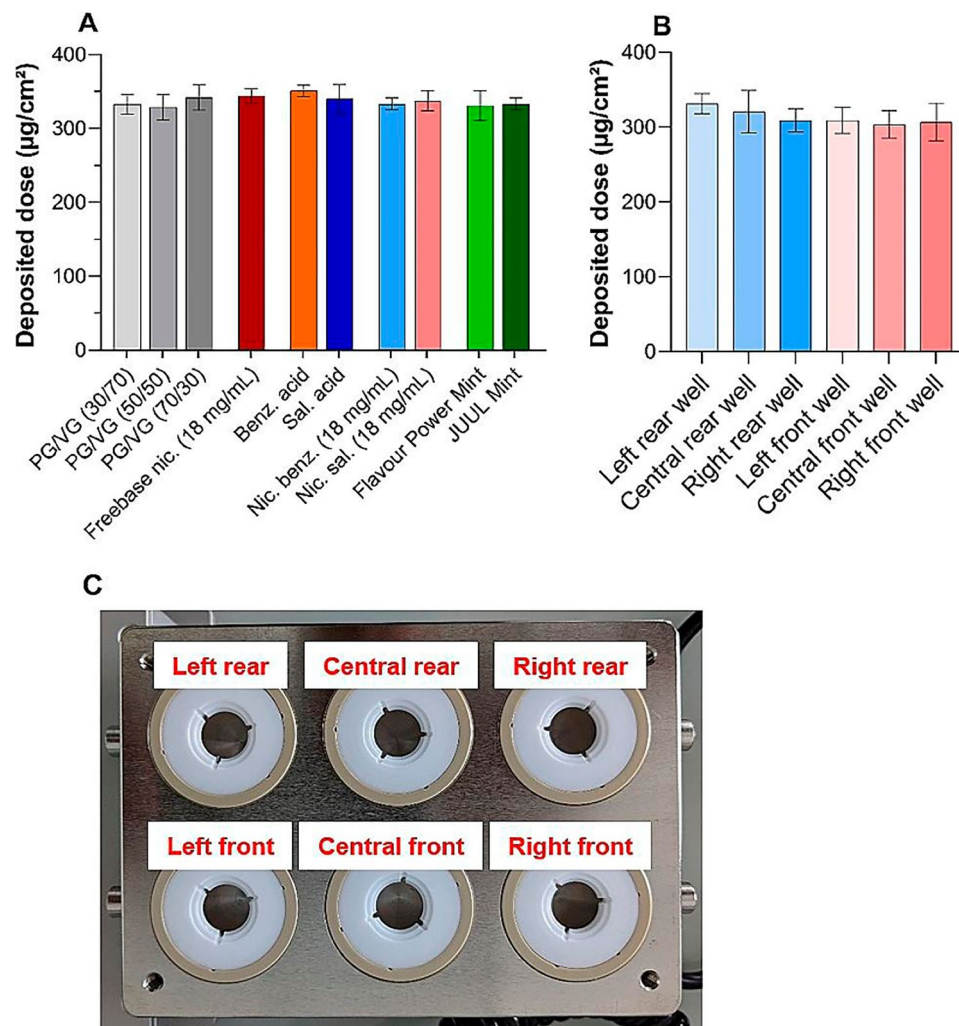 A
Deposited dose (µg/cm²)
400
300
200
100
0
PG/VG (30/70)
PG/VG (50/50)
PG/VG (70/30)
Freebase nic. (18 mg/mL)
Benz. acid
Sal. acid
Nic. benz. (18 mg/mL)
Nic. sal. (18 mg/mL)
Flavour Power Mint
JUUL Mint
B
Deposited dose (µg/cm²)
400
300
200
100
0
Left rear well
Central rear well
Right rear well
Left front well
Central front well
Right front well
C
Left rear
Central rear
Right rear
Left front
Central front
Right front